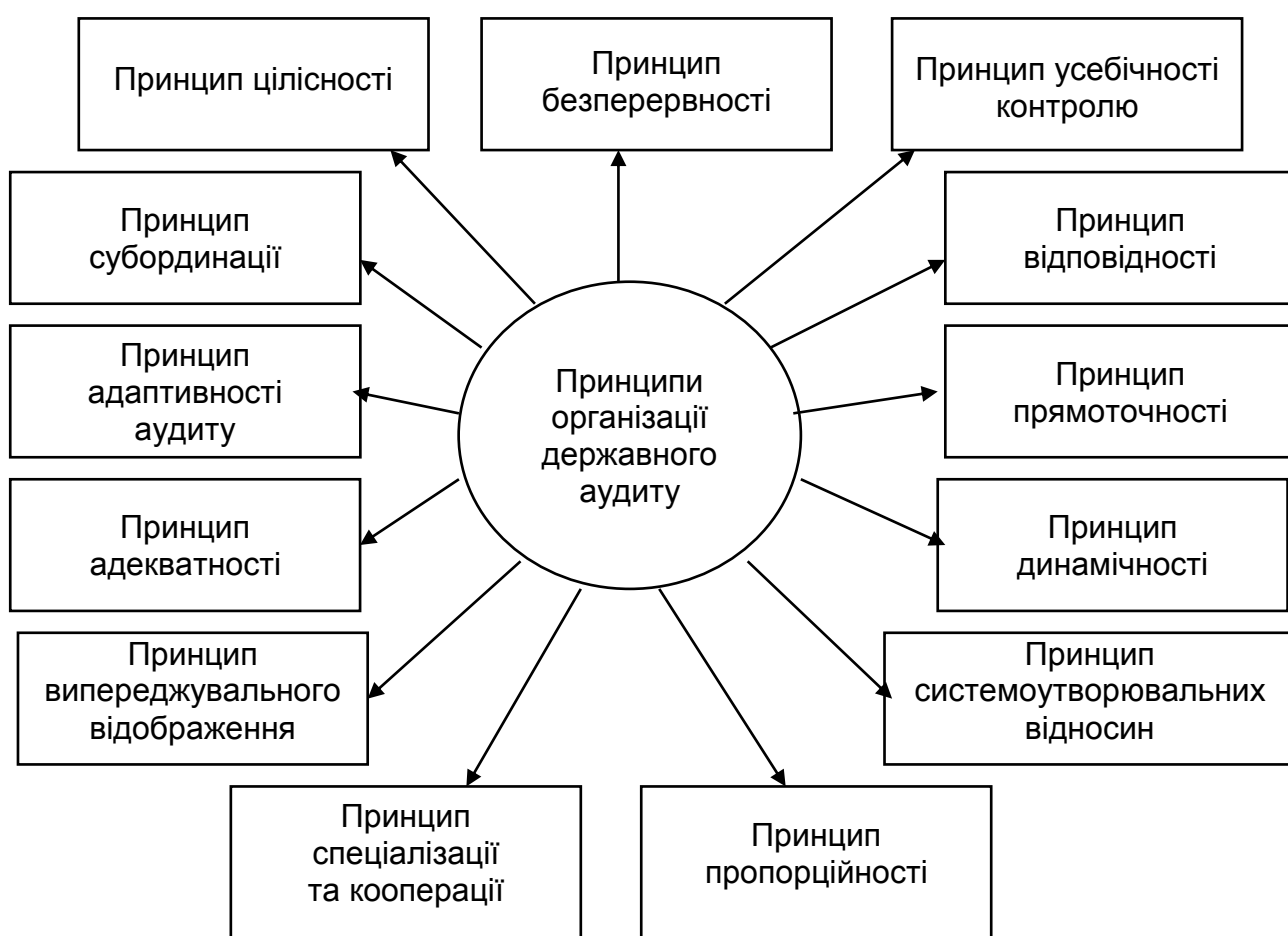 Принцип цілісності
Принцип
безперервності
Принцип усебічності
контролю
Принцип
субординації
Принцип
відповідності
Принцип
адаптивності
аудиту
Принципи
організації
державного
аудиту
Принцип
прямоточності
Принцип
адекватності
Принцип
динамічності
Принцип
випереджувального
відображення
Принцип
системоутворювальних
відносин
Принцип
спеціалізації
та кооперації
Принцип
пропорційності